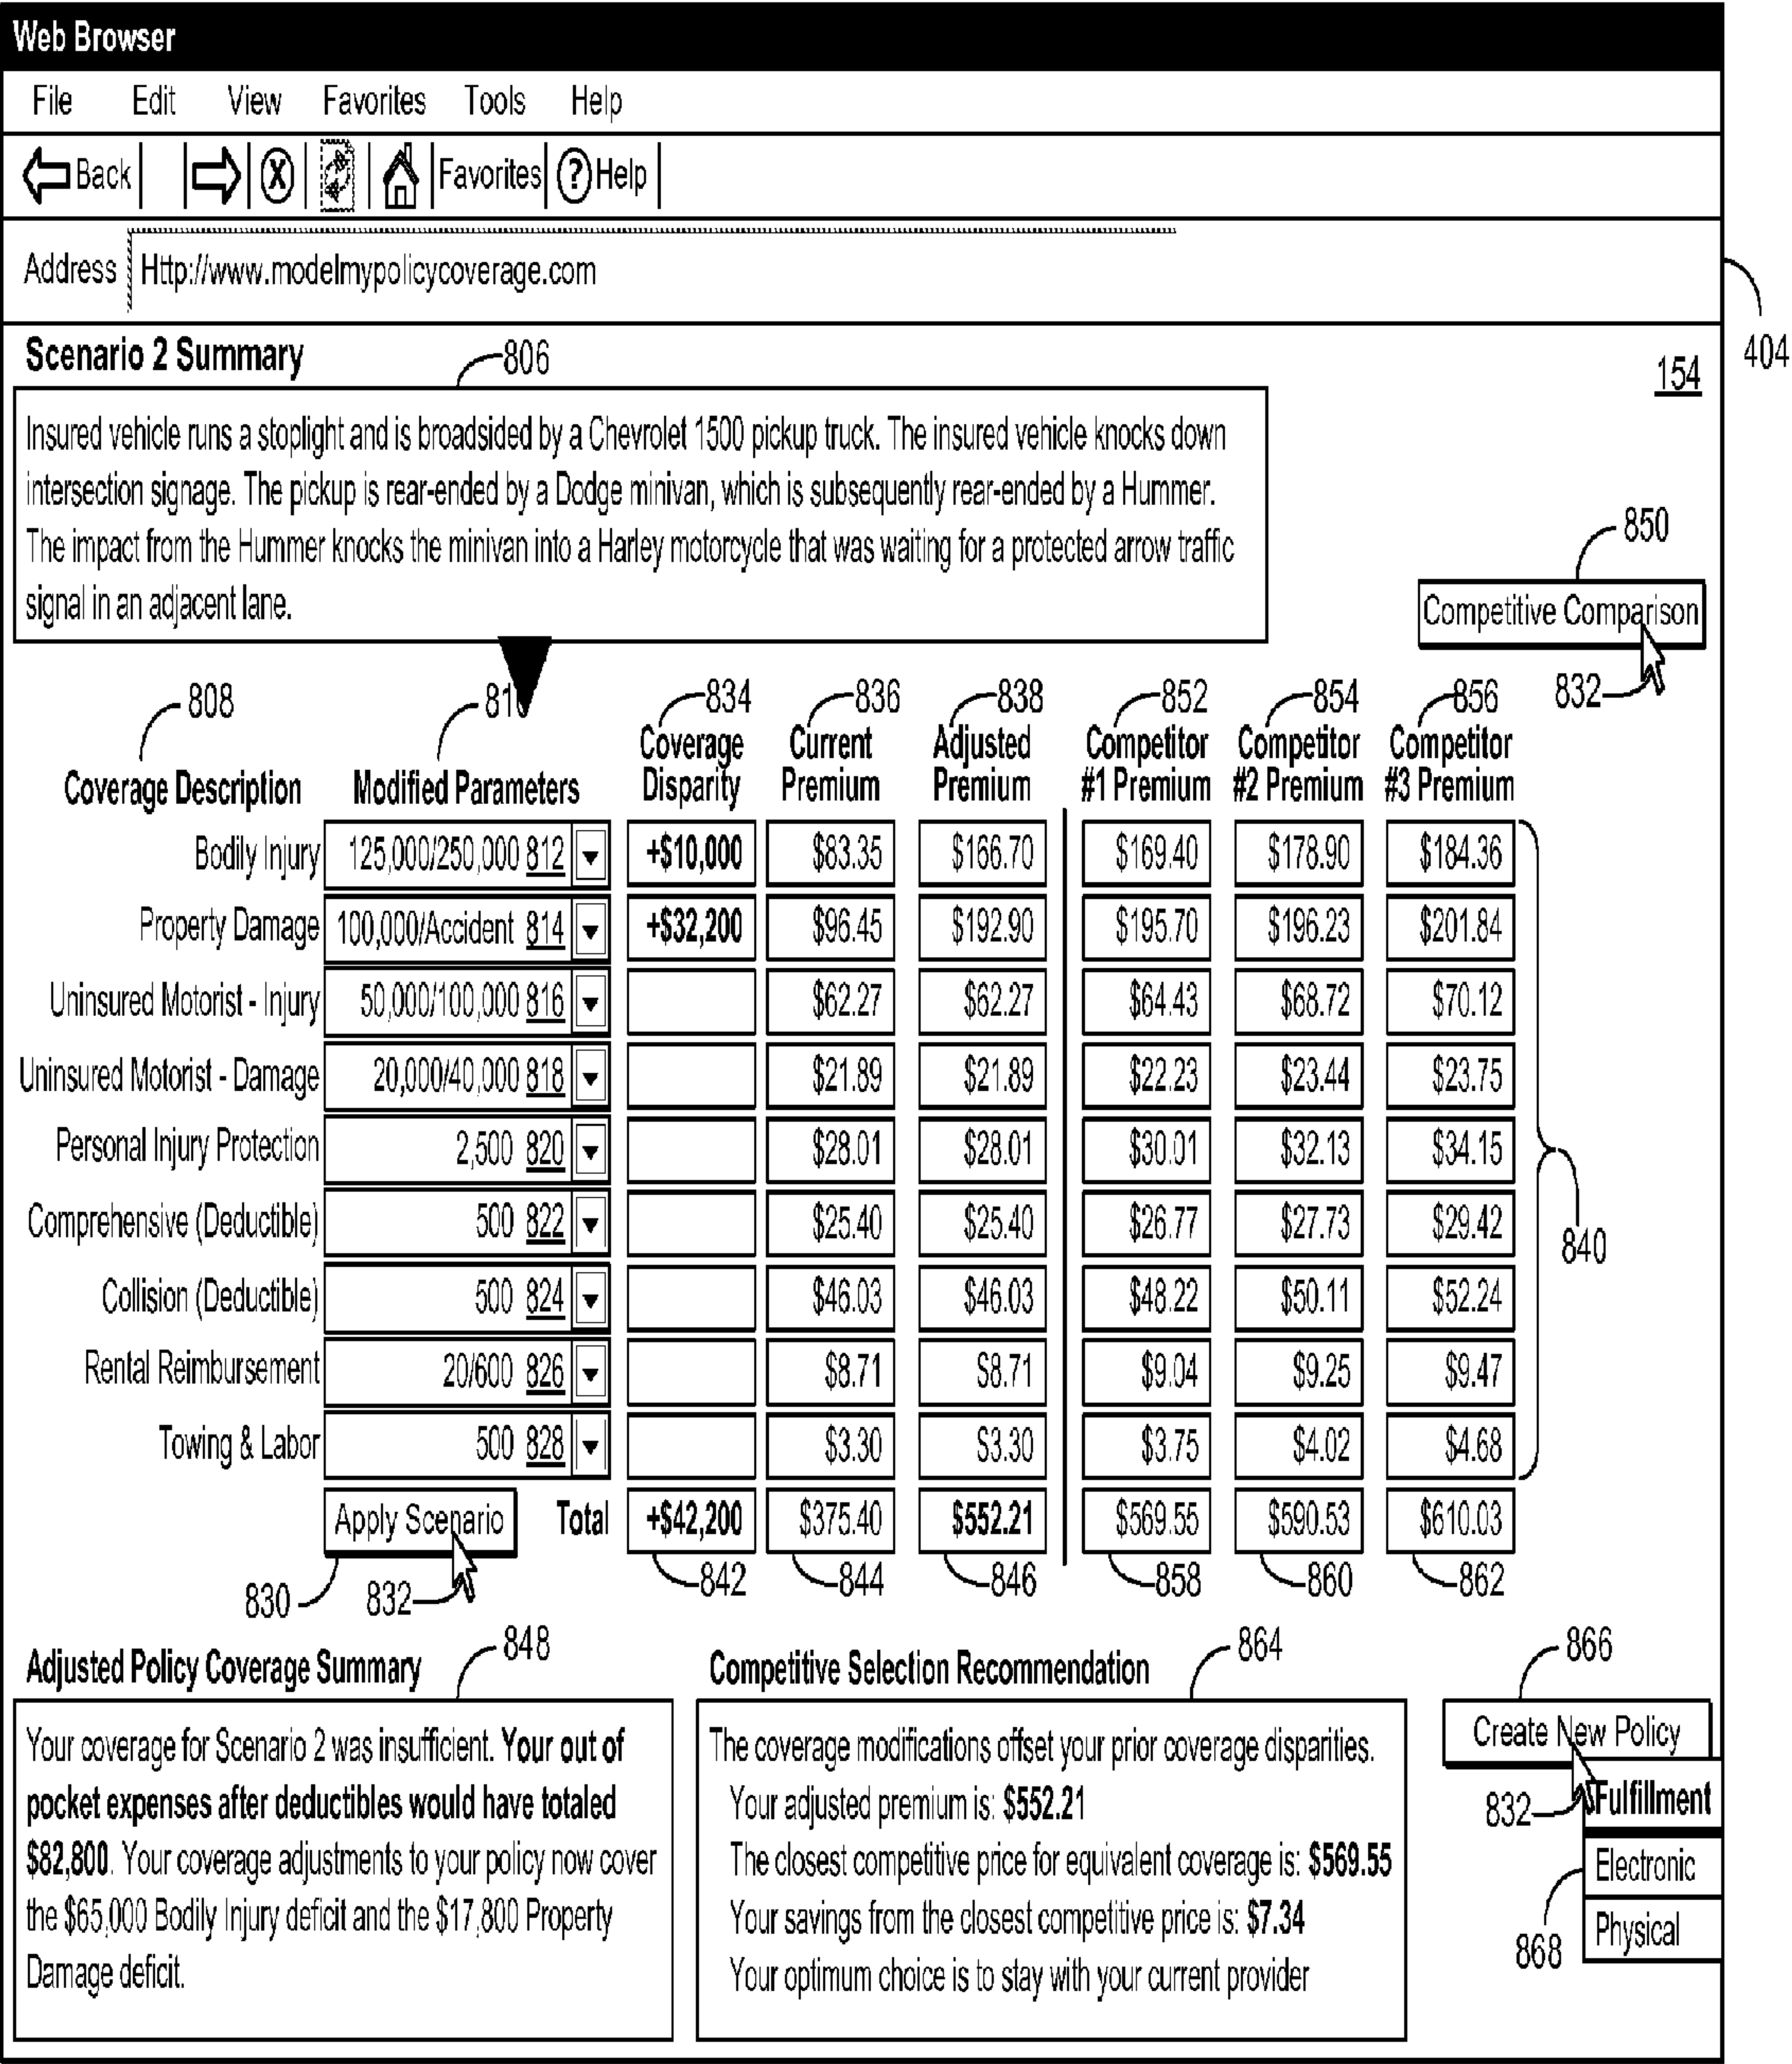 Web Browser
File Edit View Favorites Tools Help
Back Favorites ? Help
Address Http://www.modelmypolicycoverage.com
404
Scenario 2 Summary 806
154
Insured vehicle runs a stoplight and is broadsided by a Chevrolet 1500 pickup truck. The insured vehicle knocks down
intersection signage. The pickup is rear-ended by a Dodge minivan, which is subsequently rear-ended by a Hummer.
The impact from the Hummer knocks the minivan into a Harley motorcycle that was waiting for a protected arrow traffic
signal in an adjacent lane.
850
Competitive Comparison
832
808 834 836 838 852 854 856
Coverage Description Modified Parameters Coverage Disparity Current Premium Adjusted Premium Competitor #1 Premium Competitor #2 Premium Competitor #3 Premium
Bodily Injury 125,000/250,000 812 +$10,000 $83.35 $166.70 $169.40 $178.90 $184.36
Property Damage 100,000/Accident 814 +$32,200 $96.45 $192.90 $195.70 $196.23 $201.84
Uninsured Motorist - Injury 50,000/100,000 816 $62.27 $62.27 $64.43 $68.72 $70.12
Uninsured Motorist - Damage 20,000/40,000 818 $21.89 $21.89 $22.23 $23.44 $23.75
Personal Injury Protection 2,500 820 $28.01 $28.01 $30.01 $32.13 $34.15
Comprehensive (Deductible) 500 822 $25.40 $25.40 $26.77 $27.73 $29.42
840
Collision (Deductible) 500 824 $46.03 $46.03 $48.22 $50.11 $52.24
Rental Reimbursement 20/600 826 $8.71 $8.71 $9.04 $9.25 $9.47
Towing & Labor 500 828 $3.30 $3.30 $3.75 $4.02 $4.68
Apply Scenario Total +$42,200 $375.40 $552.21 $569.55 $590.53 $610.03
830 832 842 844 846 858 860 862
Adjusted Policy Coverage Summary 848
Your coverage for Scenario 2 was insufficient. Your out of
pocket expenses after deductibles would have totaled
$82,800. Your coverage adjustments to your policy now cover
the $65,000 Bodily Injury deficit and the $17,800 Property
Damage deficit.
Competitive Selection Recommendation 864
The coverage modifications offset your prior coverage disparities.
Your adjusted premium is: $552.21
The closest competitive price for equivalent coverage is: $569.55
Your savings from the closest competitive price is: $7.34
Your optimum choice is to stay with your current provider
866
Create New Policy
832 Fulfillment
Electronic
868 Physical